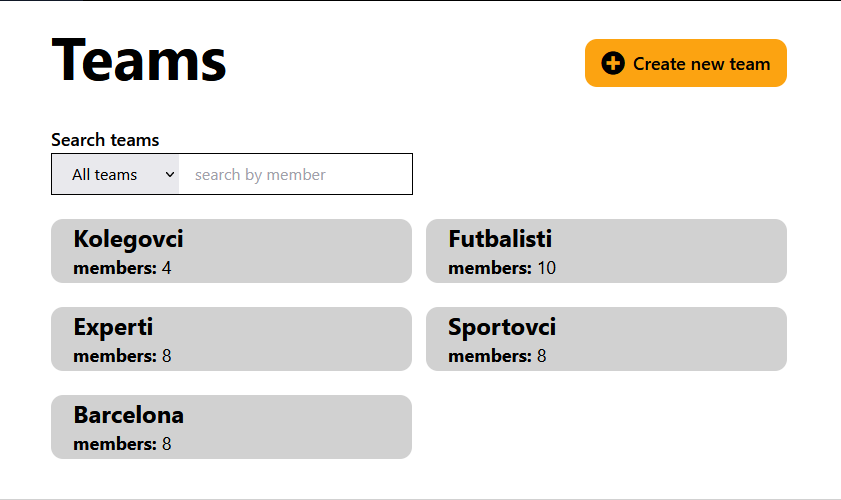 Teams
Create new team
Search teams
All teams
search by member
Kolegovci
members: 4
Futbalisti
members: 10
Experti
members: 8
Sportovci
members: 8
Barcelona
members: 8